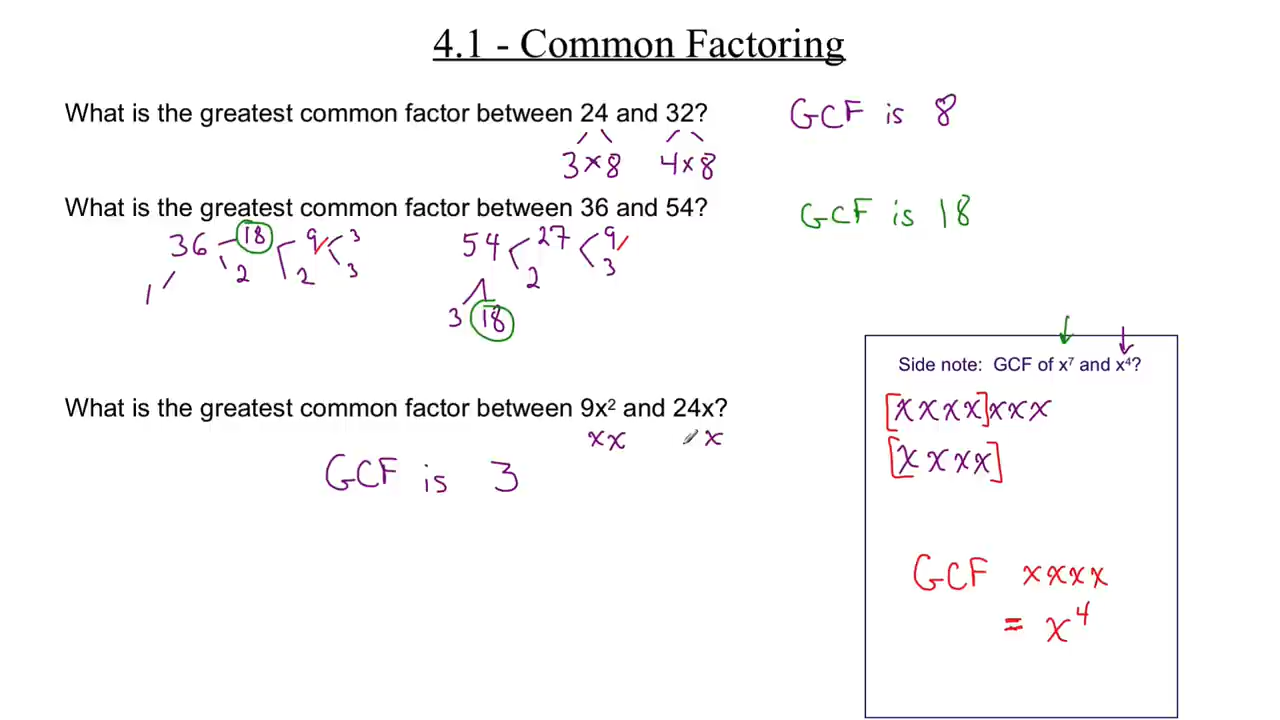 4.1 - Common Factoring
What is the greatest common factor between 24 and 32? GCF is 8
3 x 8 4 x 8
What is the greatest common factor between 36 and 54? GCF is 18
36 18 9 3 54 27 9
2 2 3 2 3
1 3 18
Side note: GCF of x⁷ and x⁴?
[xxxx]xxx
[xxxx]
GCF xxxx
= x⁴
What is the greatest common factor between 9x² and 24x?
xx x
GCF is 3